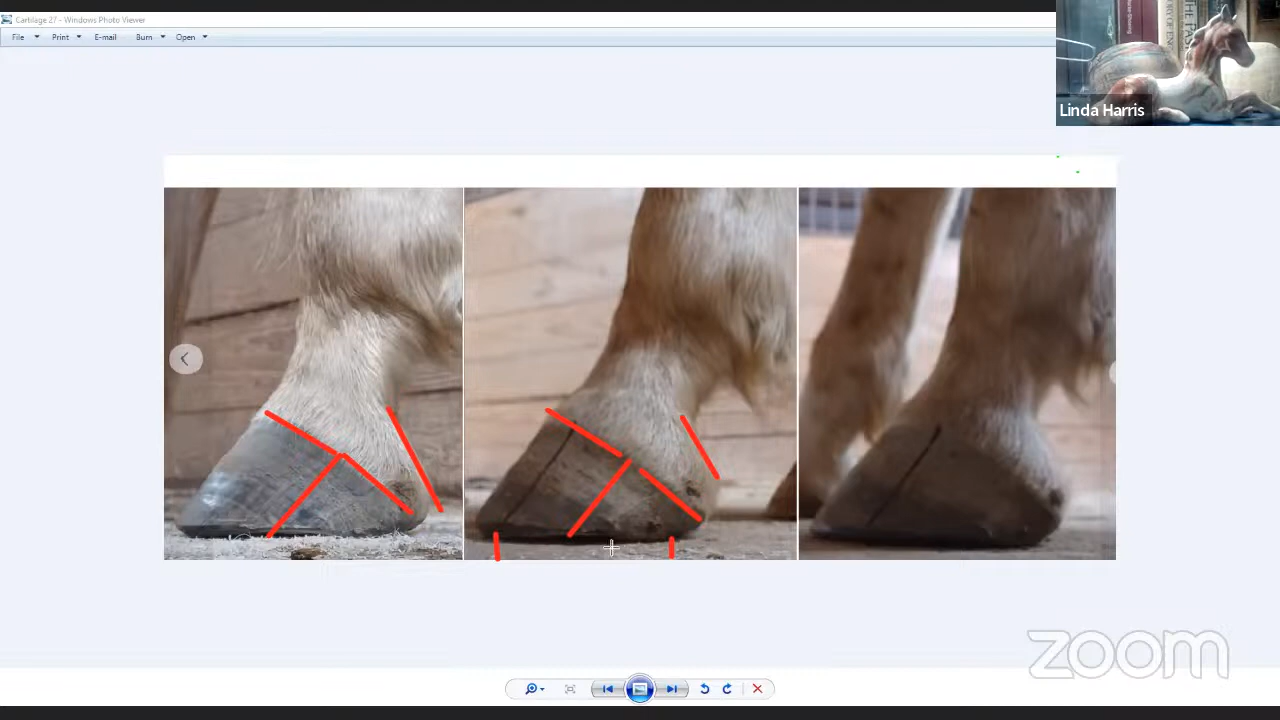 Cartilage 27 - Windows Photo Viewer
File Print E-mail Burn Open
Linda Harris
zoom